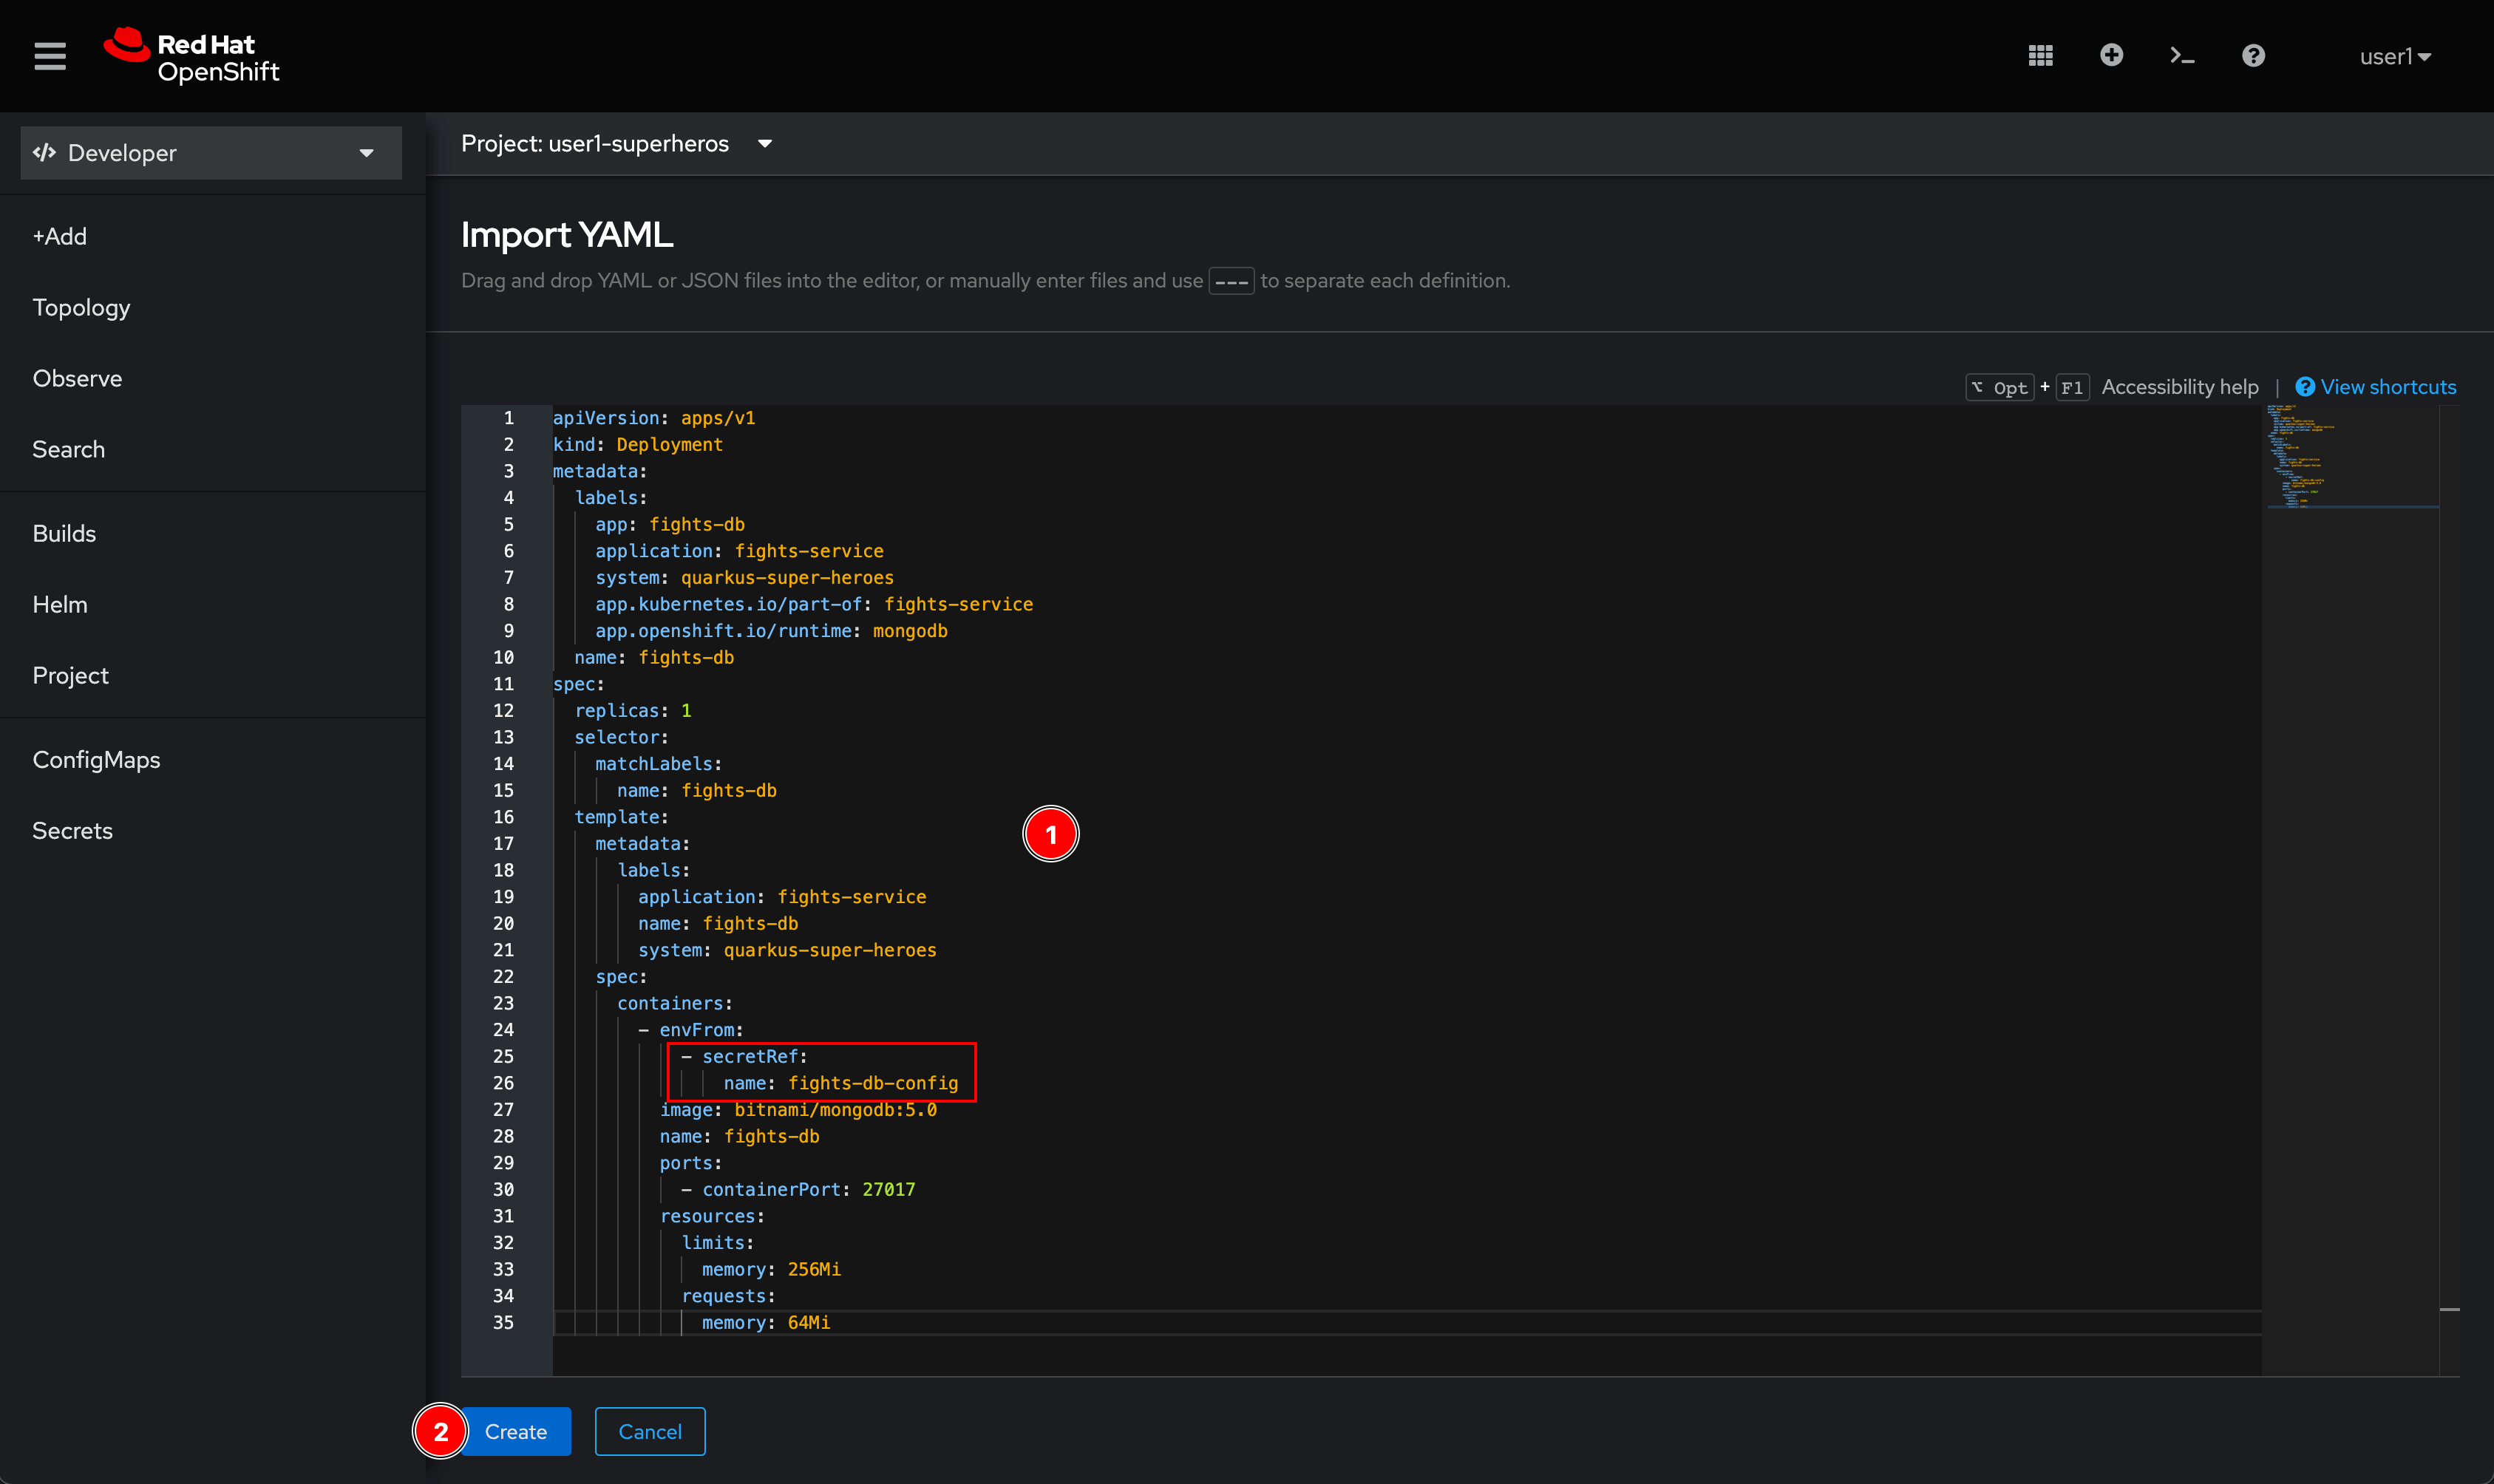 Red Hat
OpenShift
user1
Developer
Project: user1-superheros
+Add
Topology
Observe
Search
Builds
Helm
Project
ConfigMaps
Secrets
Import YAML
Drag and drop YAML or JSON files into the editor, or manually enter files and use --- to separate each definition.
⌥ Opt + F1 Accessibility help | View shortcuts
1 apiVersion: apps/v1
2 kind: Deployment
3 metadata:
4 labels:
5 app: fights-db
6 application: fights-service
7 system: quarkus-super-heroes
8 app.kubernetes.io/part-of: fights-service
9 app.openshift.io/runtime: mongodb
10 name: fights-db
11 spec:
12 replicas: 1
13 selector:
14 matchLabels:
15 name: fights-db
16 template:
17 metadata:
18 labels:
19 application: fights-service
20 name: fights-db
21 system: quarkus-super-heroes
22 spec:
23 containers:
24 - envFrom:
25 - secretRef:
26 name: fights-db-config
27 image: bitnami/mongodb:5.0
28 name: fights-db
29 ports:
30 - containerPort: 27017
31 resources:
32 limits:
33 memory: 256Mi
34 requests:
35 memory: 64Mi
1
2
Create
Cancel